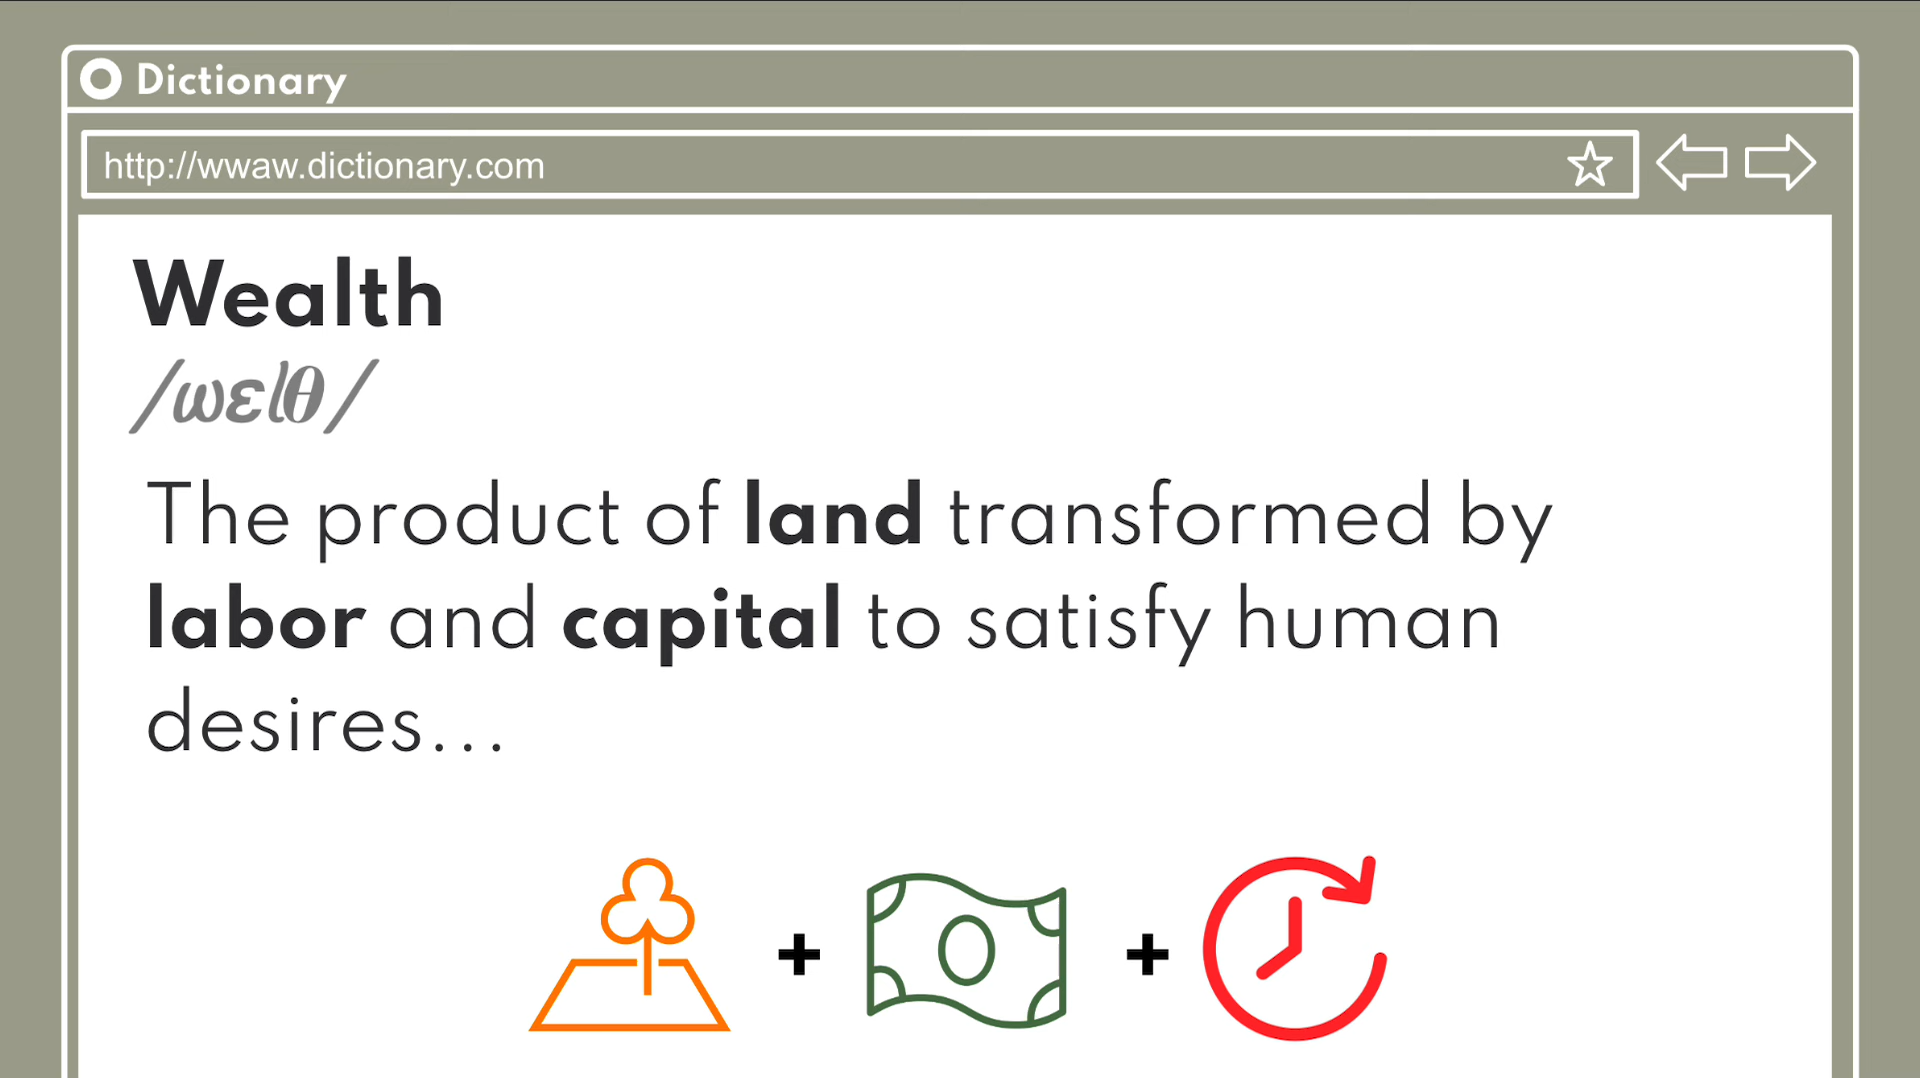 Dictionary
http://wwaw.dictionary.com
Wealth
/ωεlθ/
The product of land transformed by
labor and capital to satisfy human
desires...
+ +